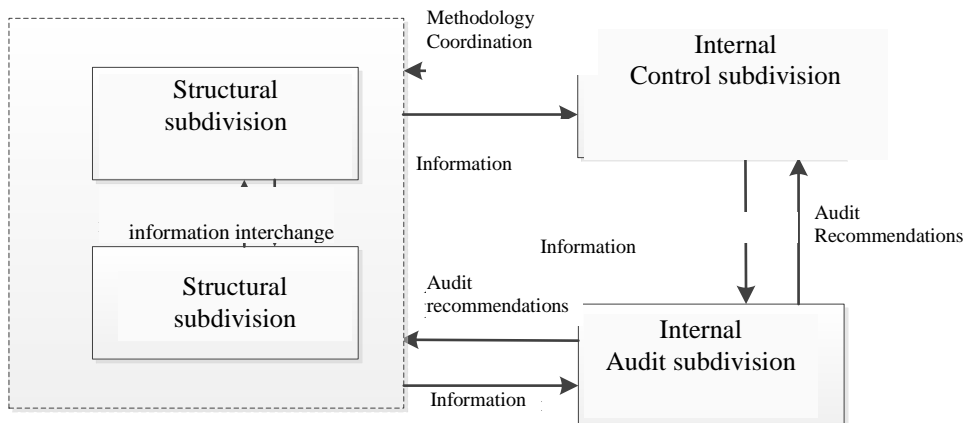 Methodology
Coordination
Internal
Control subdivision
Structural
subdivision
Information
Audit
Recommendations
information interchange
Information
Structural
subdivision
Audit
recommendations
Internal
Audit subdivision
Information